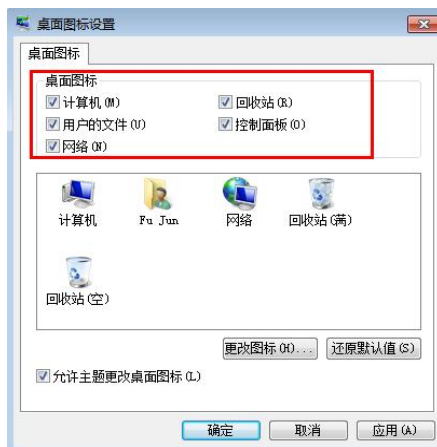 桌面图标设置
桌面图标
桌面图标
计算机(M) 回收站(R)
用户的文件(U) 控制面板(O)
网络(N)
计算机 Fu Jun 网络 回收站(满)
回收站(空)
更改图标(H)... 还原默认值(S)
允许主题更改桌面图标(L)
确定 取消 应用(A)